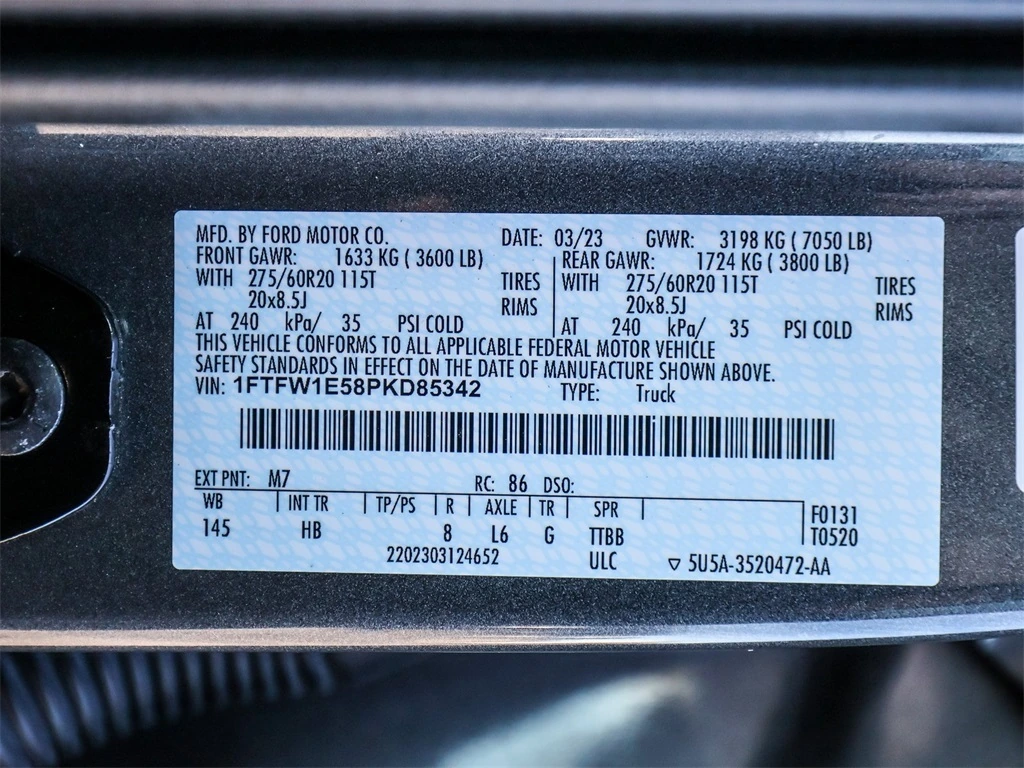 MFD. BY FORD MOTOR CO. DATE: 03/23 GVWR: 3198 KG ( 7050 LB)
FRONT GAWR: 1633 KG ( 3600 LB) REAR GAWR: 1724 KG ( 3800 LB)
WITH 275/60R20 115T TIRES WITH 275/60R20 115T TIRES
20x8.5J RIMS 20x8.5J RIMS
AT 240 kPa/ 35 PSI COLD AT 240 kPa/ 35 PSI COLD
THIS VEHICLE CONFORMS TO ALL APPLICABLE FEDERAL MOTOR VEHICLE
SAFETY STANDARDS IN EFFECT ON THE DATE OF MANUFACTURE SHOWN ABOVE.
VIN: 1FTFW1E58PKD85342 TYPE: Truck
EXT PNT: M7 RC: 86 DSO:
WB INT TR TP/PS R AXLE TR SPR F0131
145 HB 8 L6 G TTBB T0520
2202303124652 ULC ▽ 5U5A-3520472-AA